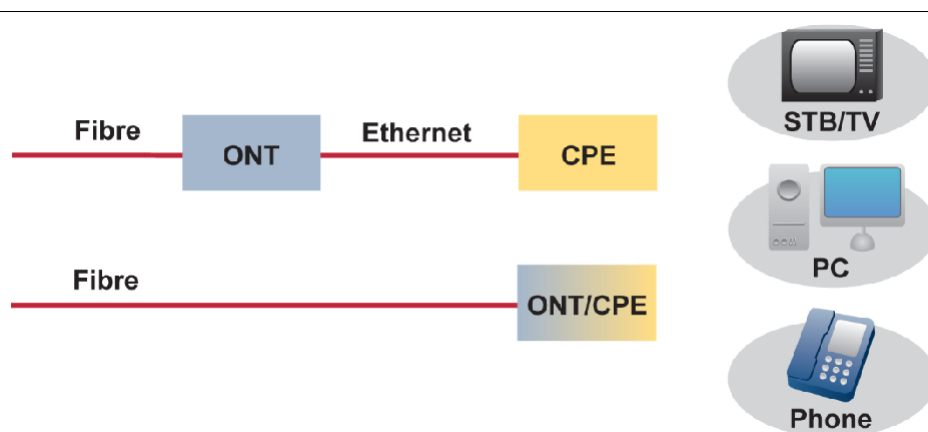 Fibre
ONT
Ethernet
CPE
STB/TV
PC
Fibre
ONT/CPE
Phone